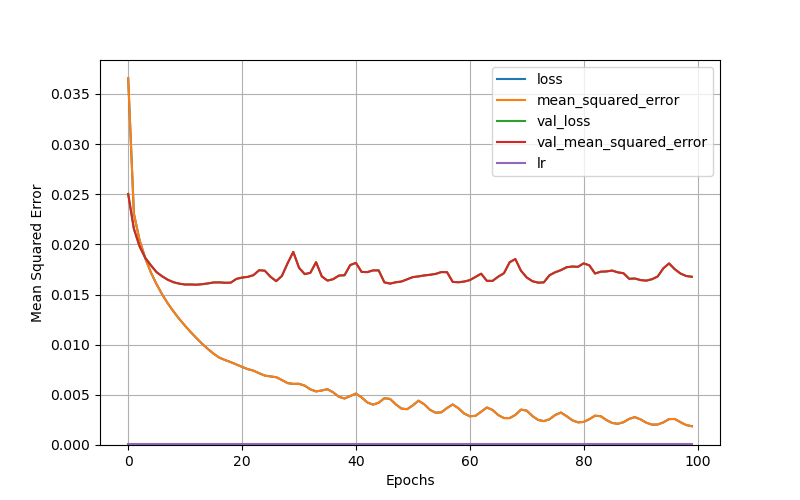 loss
mean_squared_error
val_loss
val_mean_squared_error
lr
Mean Squared Error
0.035
0.030
0.025
0.020
0.015
0.010
0.005
0.000
0 20 40 60 80 100
Epochs